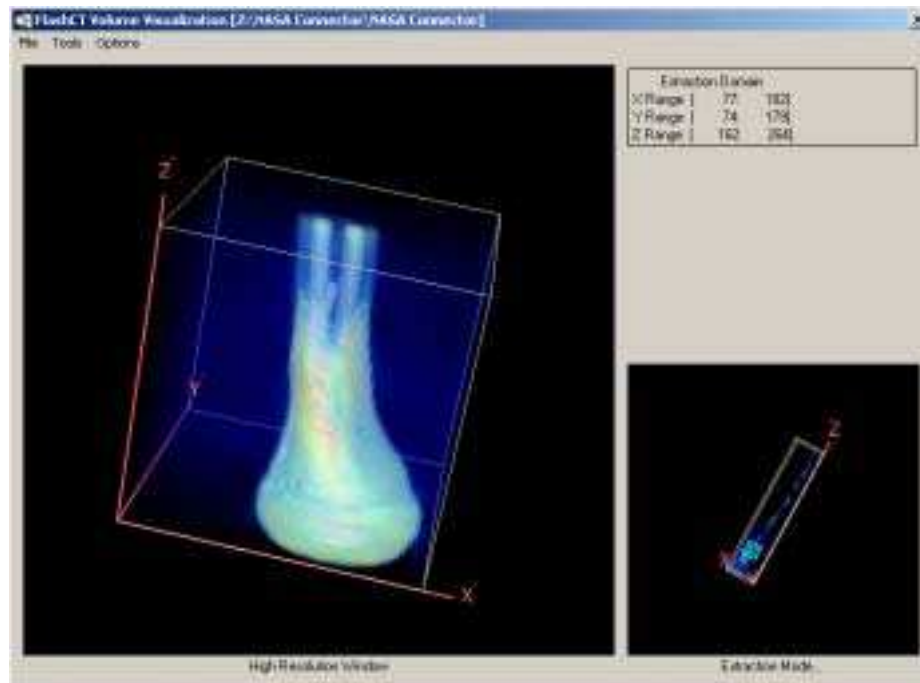 FlashCT Volume Visualization [Z:\NASA Connector\NASA Connector]
File Tools Options
Extraction Domain
X Range [ 77: 182]
Y Range [ 74: 178]
Z Range [ 162: 264]
Z
Y
X
Z
High Resolution Window
Extraction Mode..